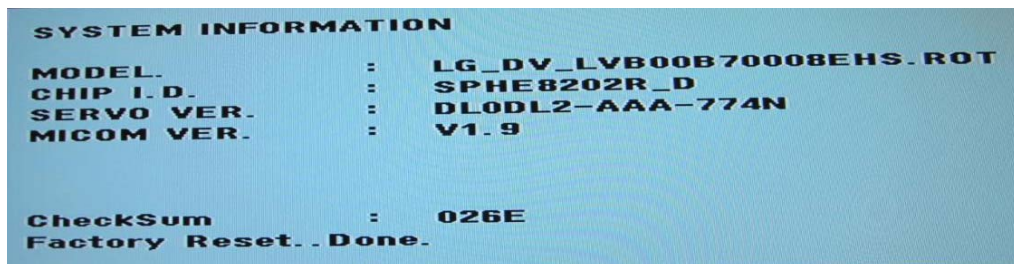 SYSTEM INFORMATION
MODEL. : LG_DV_LVB00B70008EHS.ROT
CHIP I.D. : SPHE8202R_D
SERVO VER. : DL0DL2-AAA-774N
MICOM VER. : V1.9
CheckSum : 026E
Factory Reset..Done.